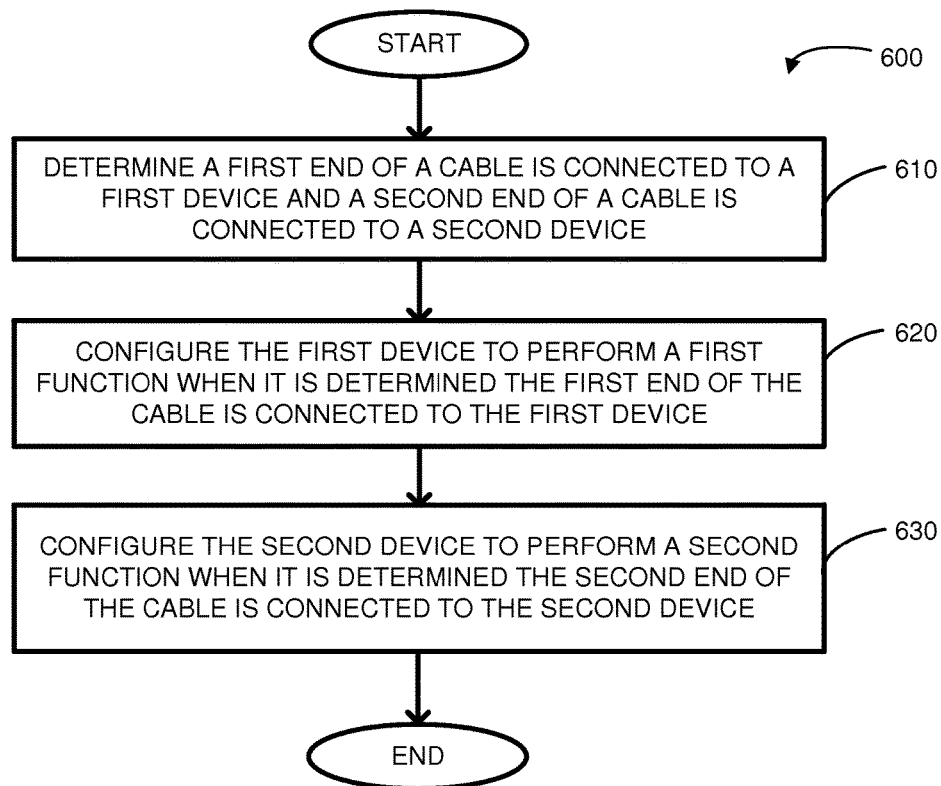 START
600
DETERMINE A FIRST END OF A CABLE IS CONNECTED TO A
FIRST DEVICE AND A SECOND END OF A CABLE IS
CONNECTED TO A SECOND DEVICE
610
CONFIGURE THE FIRST DEVICE TO PERFORM A FIRST
FUNCTION WHEN IT IS DETERMINED THE FIRST END OF THE
CABLE IS CONNECTED TO THE FIRST DEVICE
620
CONFIGURE THE SECOND DEVICE TO PERFORM A SECOND
FUNCTION WHEN IT IS DETERMINED THE SECOND END OF
THE CABLE IS CONNECTED TO THE SECOND DEVICE
630
END